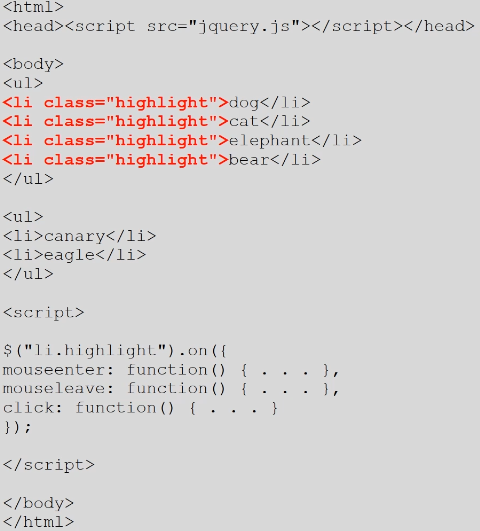 <html>
<head><script src="jquery.js"></script></head>
<body>
<ul>
<li class="highlight">dog</li>
<li class="highlight">cat</li>
<li class="highlight">elephant</li>
<li class="highlight">bear</li>
</ul>
<ul>
<li>canary</li>
<li>eagle</li>
</ul>
<script>
$("li.highlight").on({
mouseenter: function() { . . . },
mouseleave: function() { . . . },
click: function() { . . . }
});
</script>
</body>
</html>